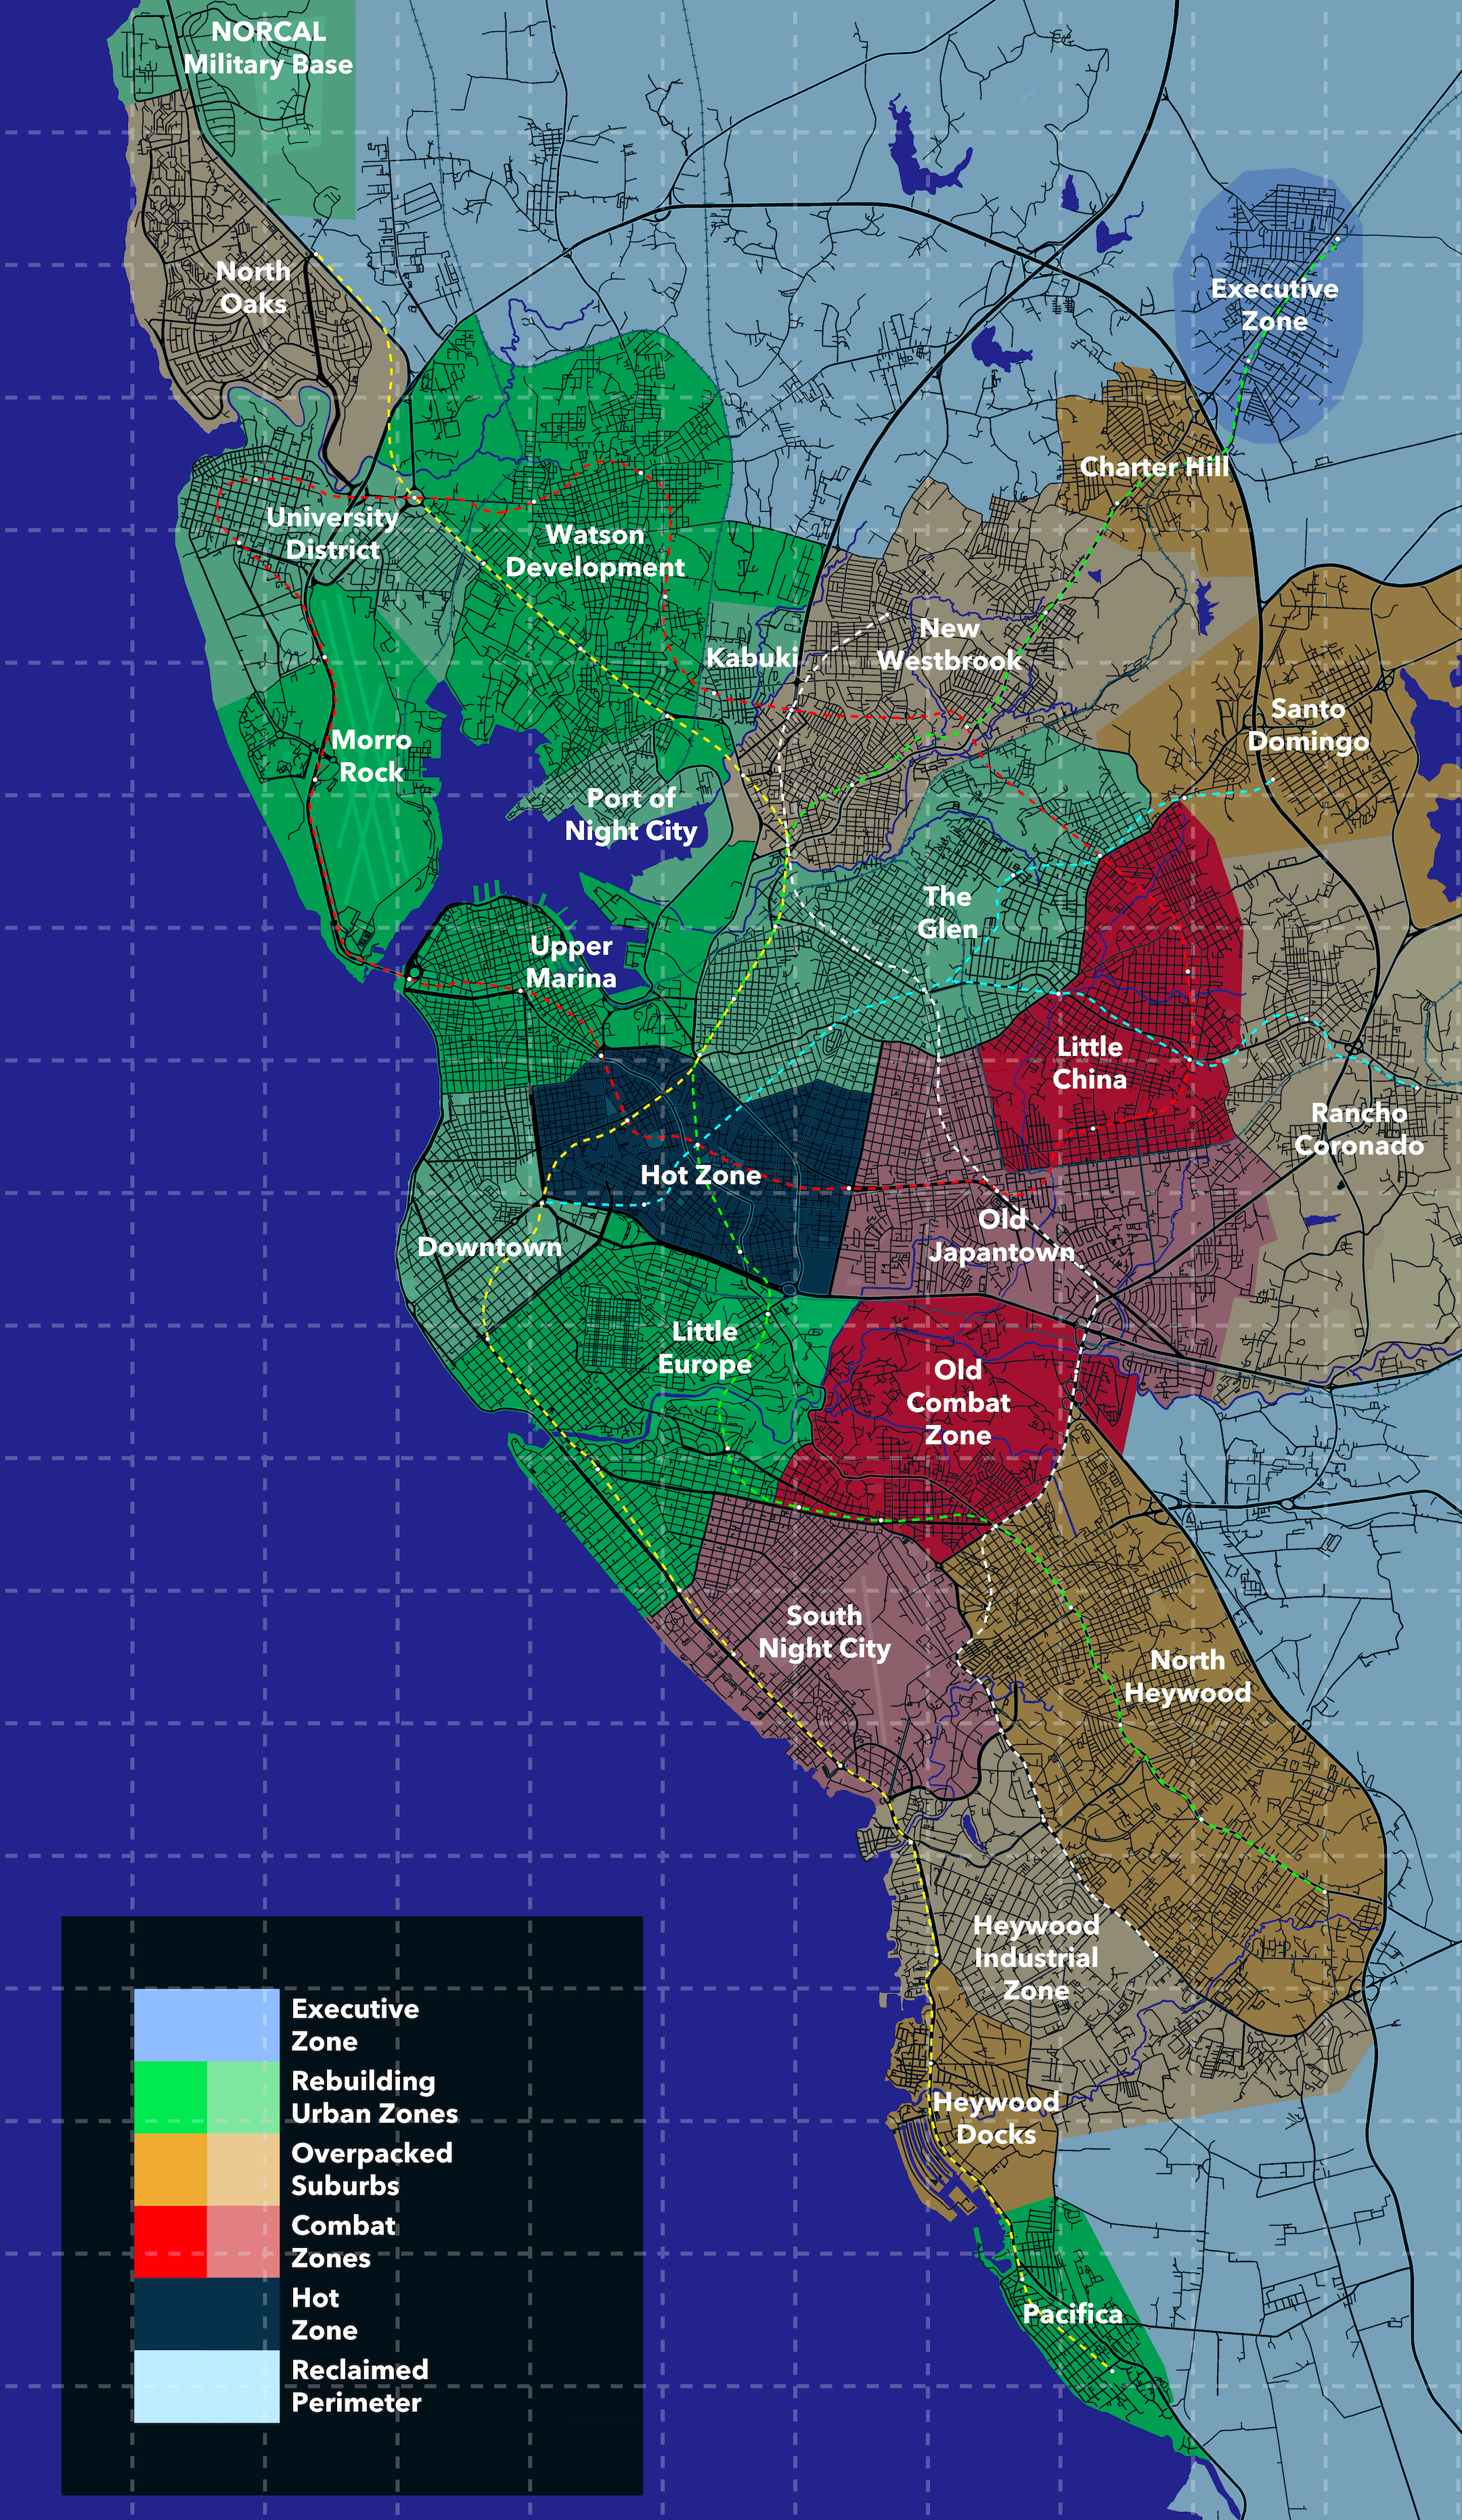 NORCAL
Military Base
North
Oaks
Executive
Zone
Charter Hill
University
District
Watson
Development
Kabuki
New
Westbrook
Santo
Domingo
Morro
Rock
Port of
Night City
The
Glen
Upper
Marina
Little
China
Rancho
Coronado
Hot Zone
Old
Japantown
Downtown
Little
Europe
Old
Combat
Zone
South
Night City
North
Heywood
Heywood
Industrial
Zone
Heywood
Docks
Pacifica
Executive
Zone
Rebuilding
Urban Zones
Overpacked
Suburbs
Combat
Zones
Hot
Zone
Reclaimed
Perimeter